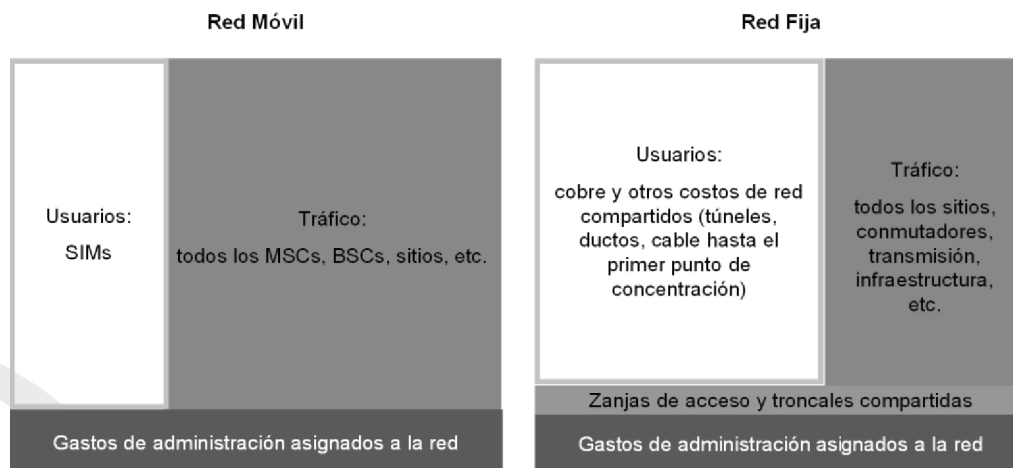 Red Móvil
Usuarios:
SIMs
Tráfico:
todos los MSCs, BSCs, sitios, etc.
Gastos de administración asignados a la red
Red Fija
Usuarios:
cobre y otros costos de red
compartidos (túneles,
ductos, cable hasta el
primer punto de
concentración)
Tráfico:
todos los sitios,
conmutadores,
transmisión,
infraestructura,
etc.
Zanjas de acceso y troncales compartidas
Gastos de administración asignados a la red